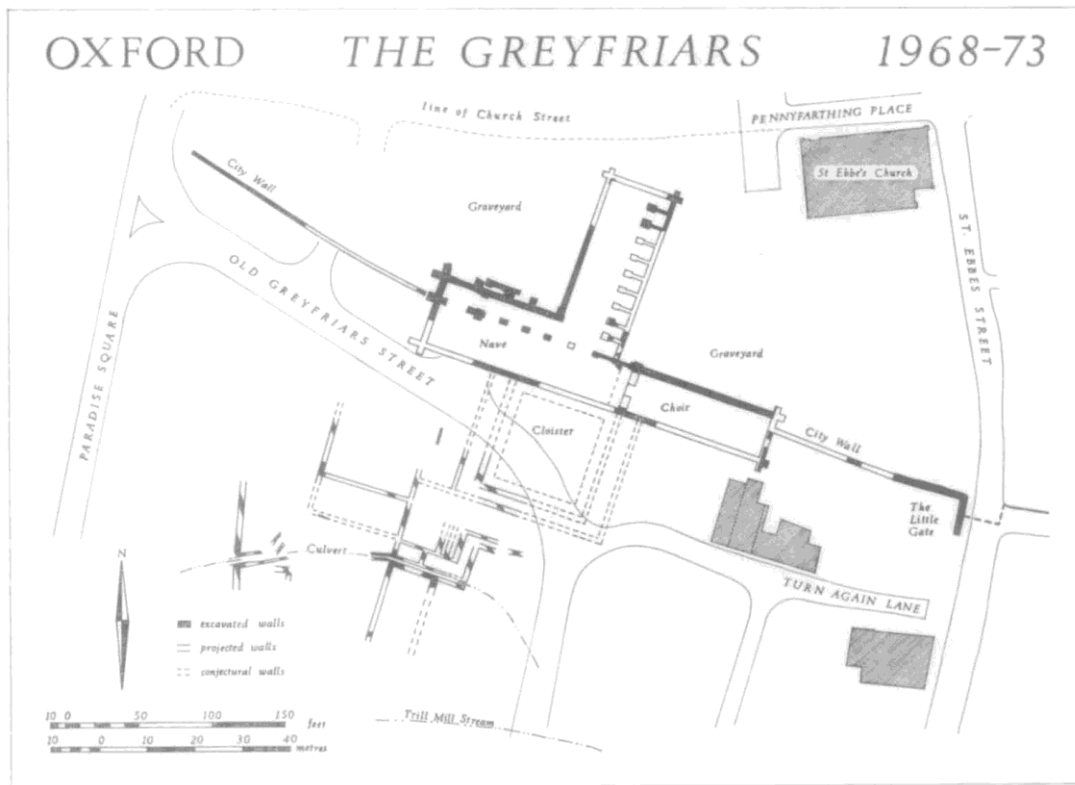 OXFORD THE GREYFRIARS 1968-73
line of Church Street
PENNYFARTHING PLACE
City Wall
St Ebbe's Church
Graveyard
ST. EBBES STREET
OLD GREYFRIARS STREET
PARADISE SQUARE
Nave
Graveyard
Choir
Cloister
City Wall
The
Little
Gate
Culvert
N
TURN AGAIN LANE
excavated walls
projected walls
conjectural walls
10 0 50 100 150 feet
10 0 10 20 30 40 metres
Trill Mill Stream